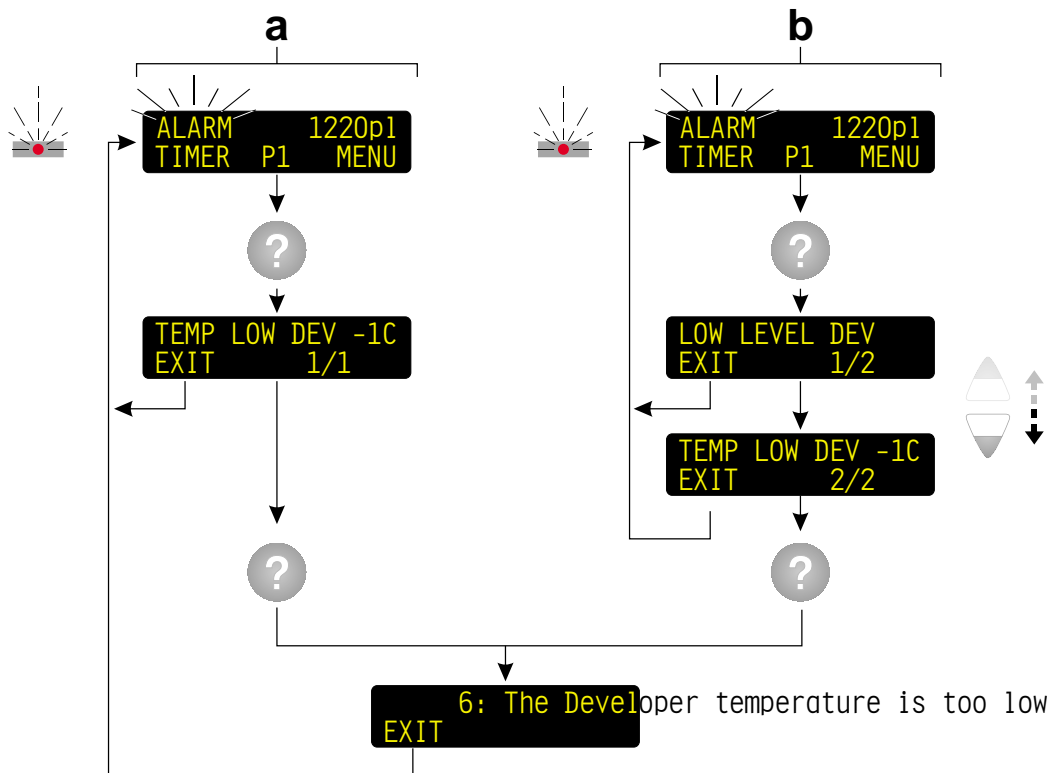 a
b
ALARM 1220pl
TIMER P1 MENU
ALARM 1220pl
TIMER P1 MENU
?
?
TEMP LOW DEV -1C
EXIT 1/1
LOW LEVEL DEV
EXIT 1/2
TEMP LOW DEV -1C
EXIT 2/2
?
?
6: The Developer temperature is too low
EXIT